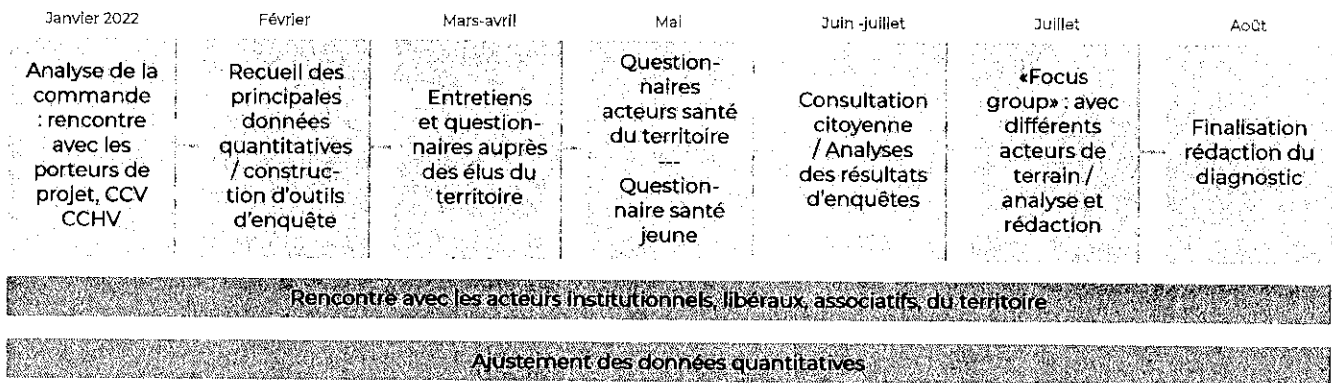 Janvier 2022
Février
Mars-avril
Mai
Juin -juillet
Juillet
Août
Analyse de la
commande
: rencontre
avec les
porteurs de
projet, CCV
CCHV
Recueil des
principales
données
quantitatives
/ construc-
tion d'outils
d'enquête
Entretiens
et question-
naires auprès
des élus du
territoire
Question-
naires
acteurs santé
du territoire
---
Question-
naire santé
jeune
Consultation
citoyenne
/ Analyses
des résultats
d'enquêtes
«Focus
group» : avec
différents
acteurs de
terrain /
analyse et
rédaction
Finalisation
rédaction du
diagnostic
Rencontre avec les acteurs institutionnels, libéraux, associatifs, du territoire
Ajustement des données quantitatives